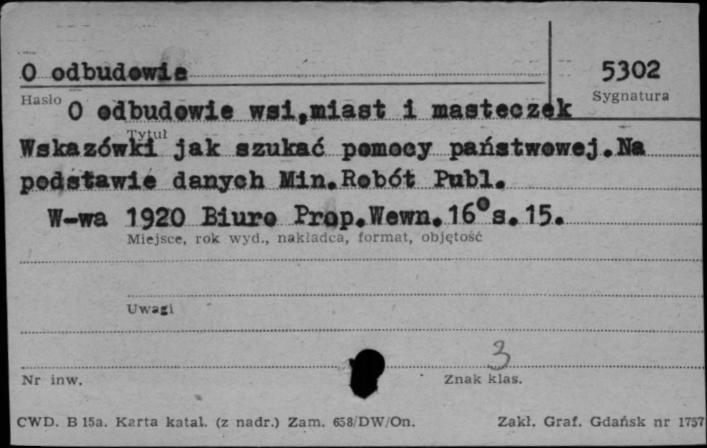 O odbudowie
5302
Hasło
Sygnatura
O odbudowie wsi,miast i masteczek
Tytuł
Wskazówki jak szukać pomocy państwowej.Na
podstawie danych Min.Robót Publ.
W-wa 1920 Biuro Prop.Wewn.16° s.15.
Miejsce, rok wyd., nakładca, format, objętość
Uwagi
3
Nr inw.
Znak klas.
CWD. B 15a. Karta katal. (z nadr.) Zam. 658/DW/On.
Zakł. Graf. Gdańsk nr 1757